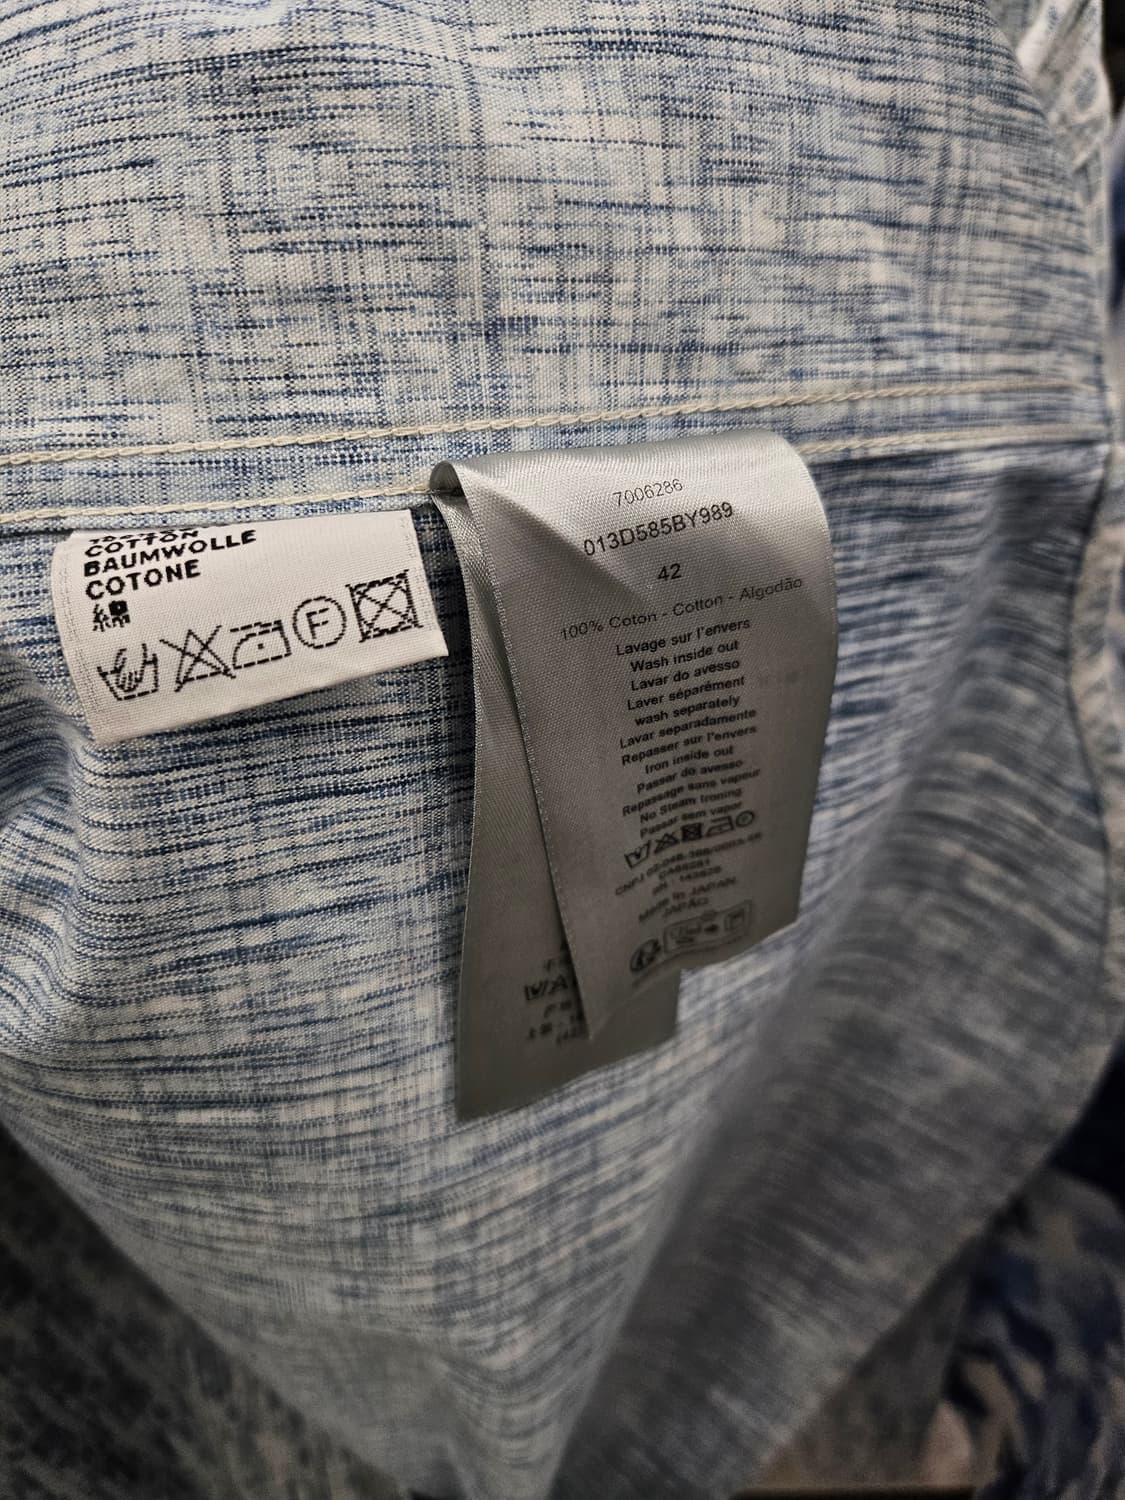 COTTON
BAUMWOLLE
COTONE
綿
F
7006286
013D585BY989
42
100% Coton - Cotton - Algodão
Lavage sur l'envers
Wash inside out
Lavar do avesso
Laver séparément
wash separately
Lavar separadamente
Repasser sur l'envers
Iron inside out
Passar do avesso
Repassage sans vapeur
No Steam Ironing
Passar sem vapor
Made in JAPAN
JAPÃO